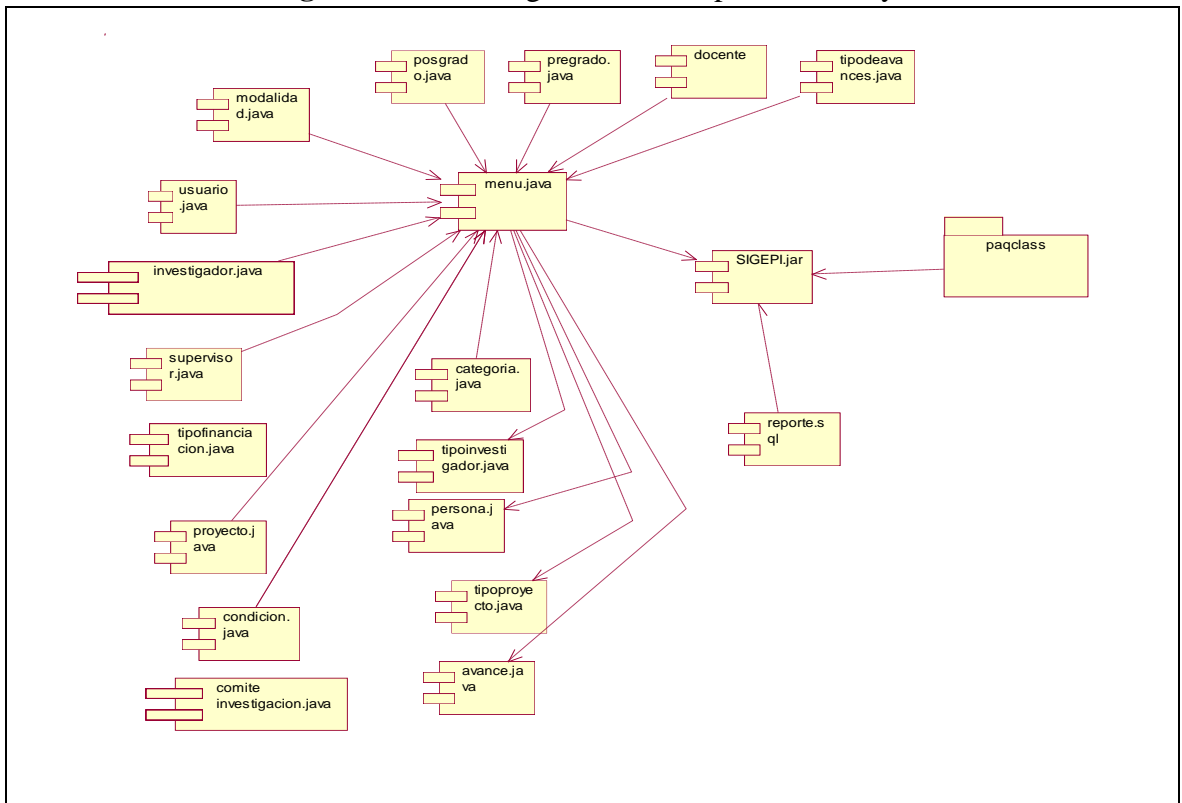 posgrad
o.java
pregrado.
java
docente
tipodeava
nces.java
modalida
d.java
menu.java
usuario
.java
investigador.java
SIGEPI.jar
paqclass
superviso
r.java
categoria.
java
tipofinancia
cion.java
tipoinvesti
gador.java
reporte.s
ql
persona.j
ava
proyecto.j
ava
tipoproye
cto.java
condicion.
java
avance.ja
va
comite
investigacion.java